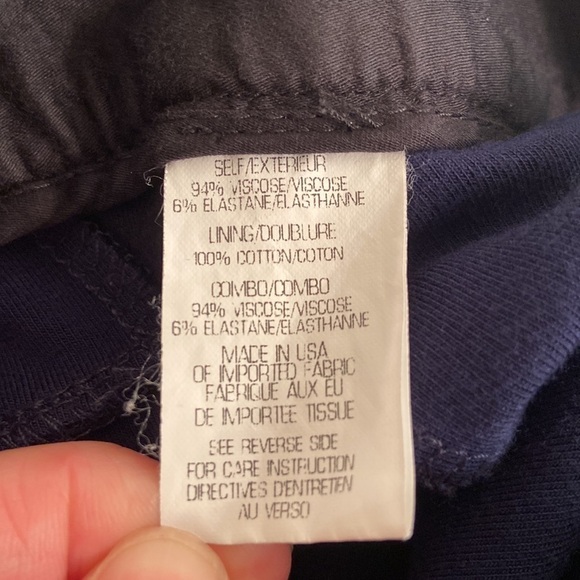 SELF/EXTERIEUR
94% VISCOSE/VISCOSE
6% ELASTANE/ELASTHANNE
LINING/DOUBLURE
100% COTTON/COTON
COMBO/COMBO
94% VISCOSE/VISCOSE
6% ELASTANE/ELASTHANNE
MADE IN USA
OF IMPORTED FABRIC
FABRIQUE AUX EU
DE IMPORTEE TISSUE
SEE REVERSE SIDE
FOR CARE INSTRUCTION
DIRECTIVES D'ENTRETEN
AU VERSO